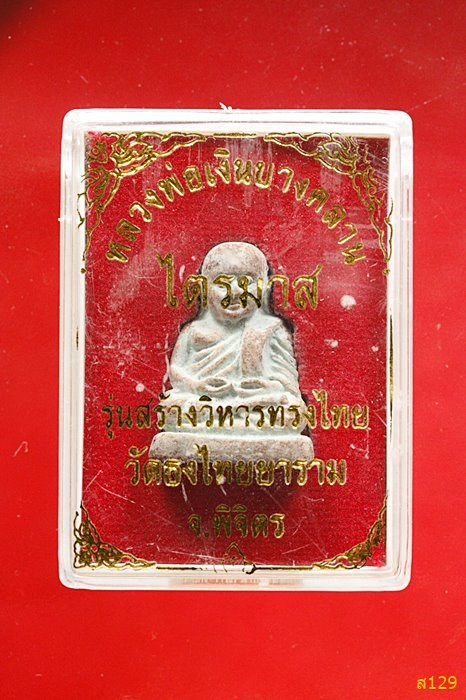 หลวงพ่อเงินบางคลาน
ไตรมาส
รุ่นสร้างวิหารทรงไทย
วัดธงไทยยาราม
จ.พิจิตร
ส129